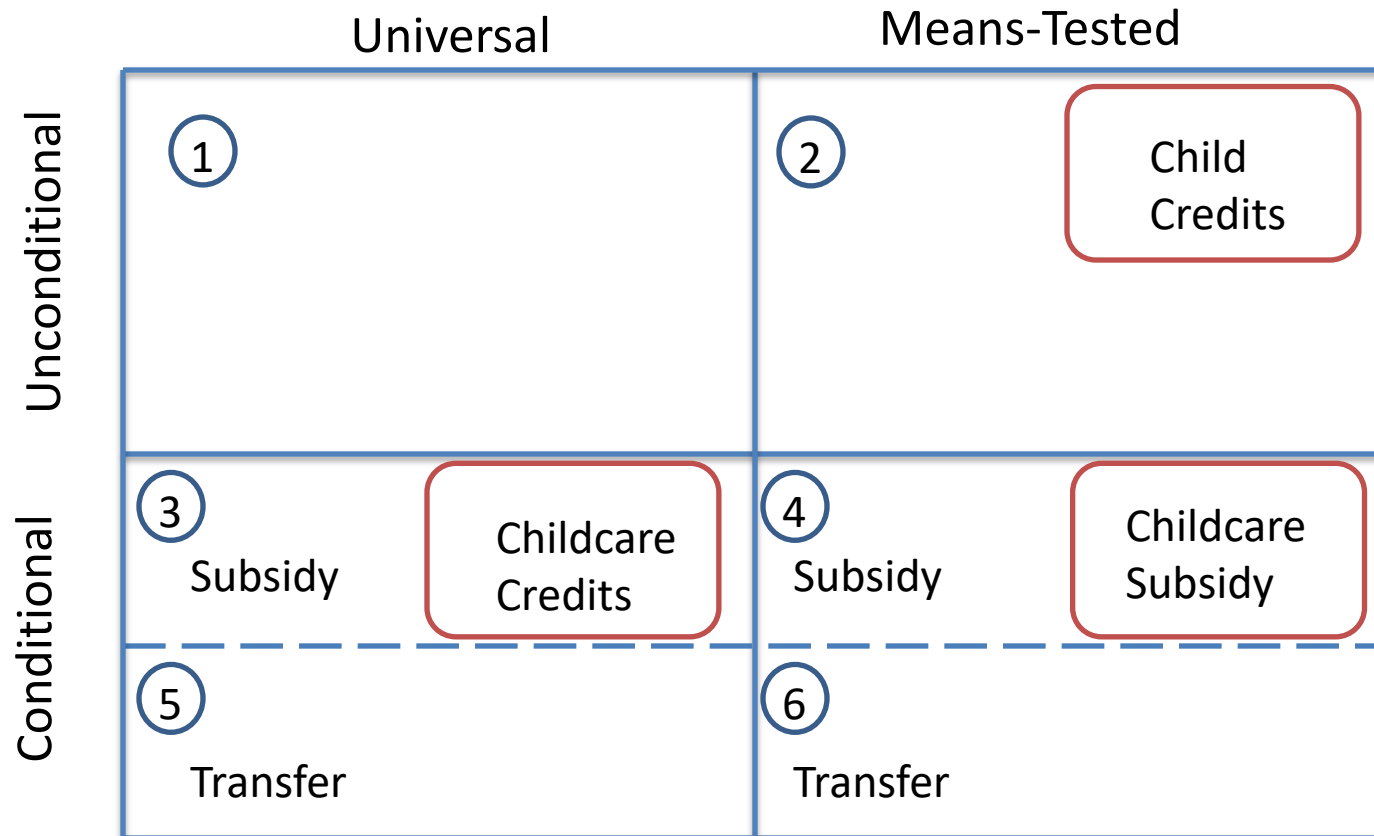 Universal
Means-Tested
Unconditional
1
2
Child
Credits
Conditional
3
Subsidy
Childcare
Credits
4
Subsidy
Childcare
Subsidy
5
Transfer
6
Transfer